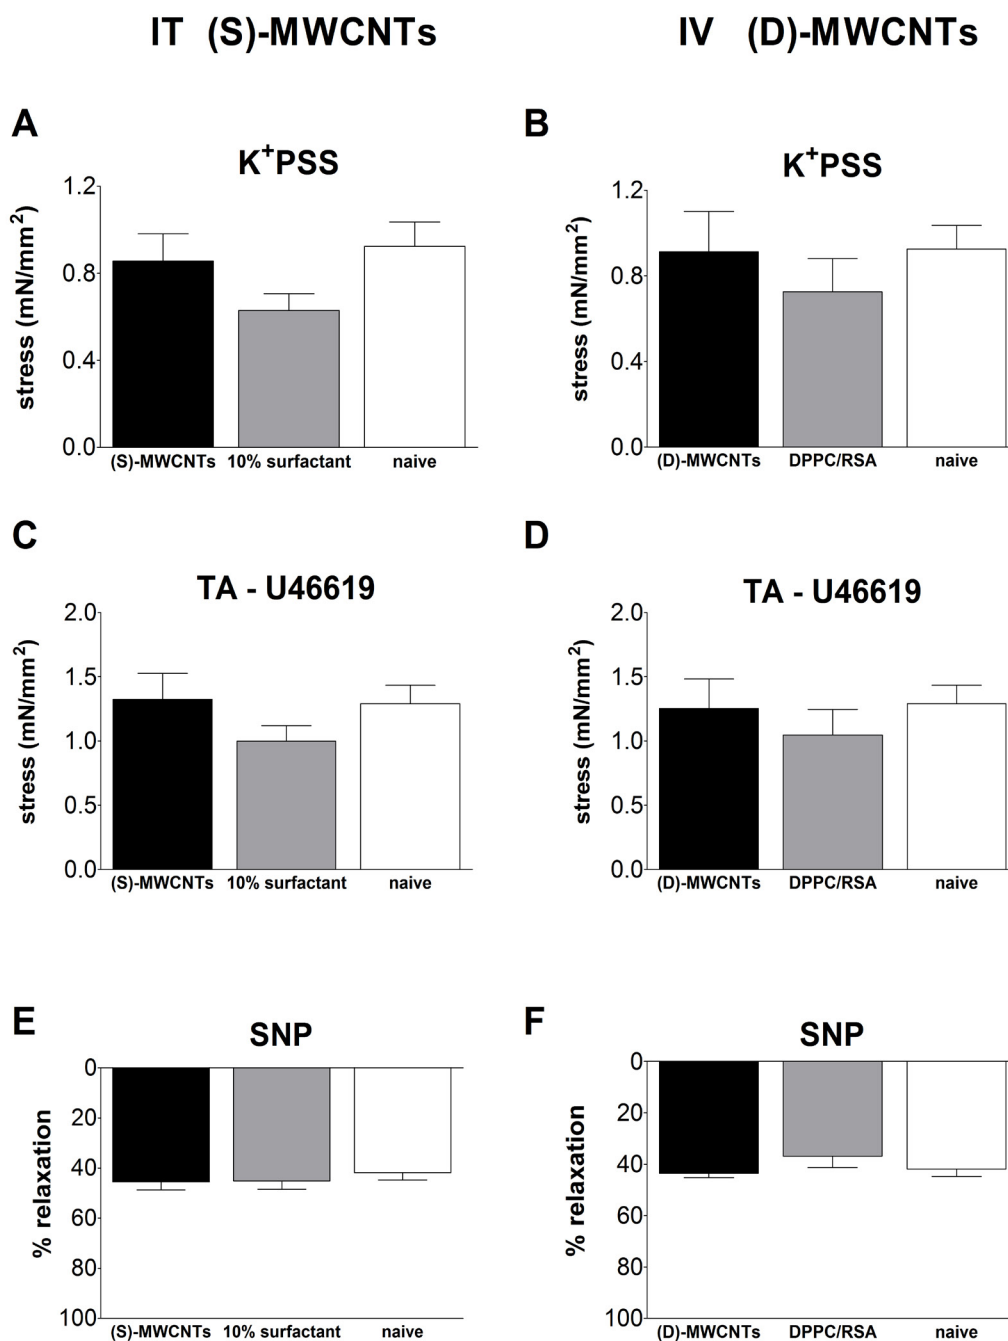 IT (S)-MWCNTs
IV (D)-MWCNTs
A
K⁺PSS
stress (mN/mm²)
1.2
0.8
0.4
0.0
(S)-MWCNTs 10% surfactant naive
B
K⁺PSS
stress (mN/mm²)
1.2
0.8
0.4
0.0
(D)-MWCNTs DPPC/RSA naive
C
TA - U46619
stress (mN/mm²)
2.0
1.5
1.0
0.5
0.0
(S)-MWCNTs 10% surfactant naive
D
TA - U46619
stress (mN/mm²)
2.0
1.5
1.0
0.5
0.0
(D)-MWCNTs DPPC/RSA naive
E
SNP
% relaxation
0
20
40
60
80
100
(S)-MWCNTs 10% surfactant naive
F
SNP
% relaxation
0
20
40
60
80
100
(D)-MWCNTs DPPC/RSA naive